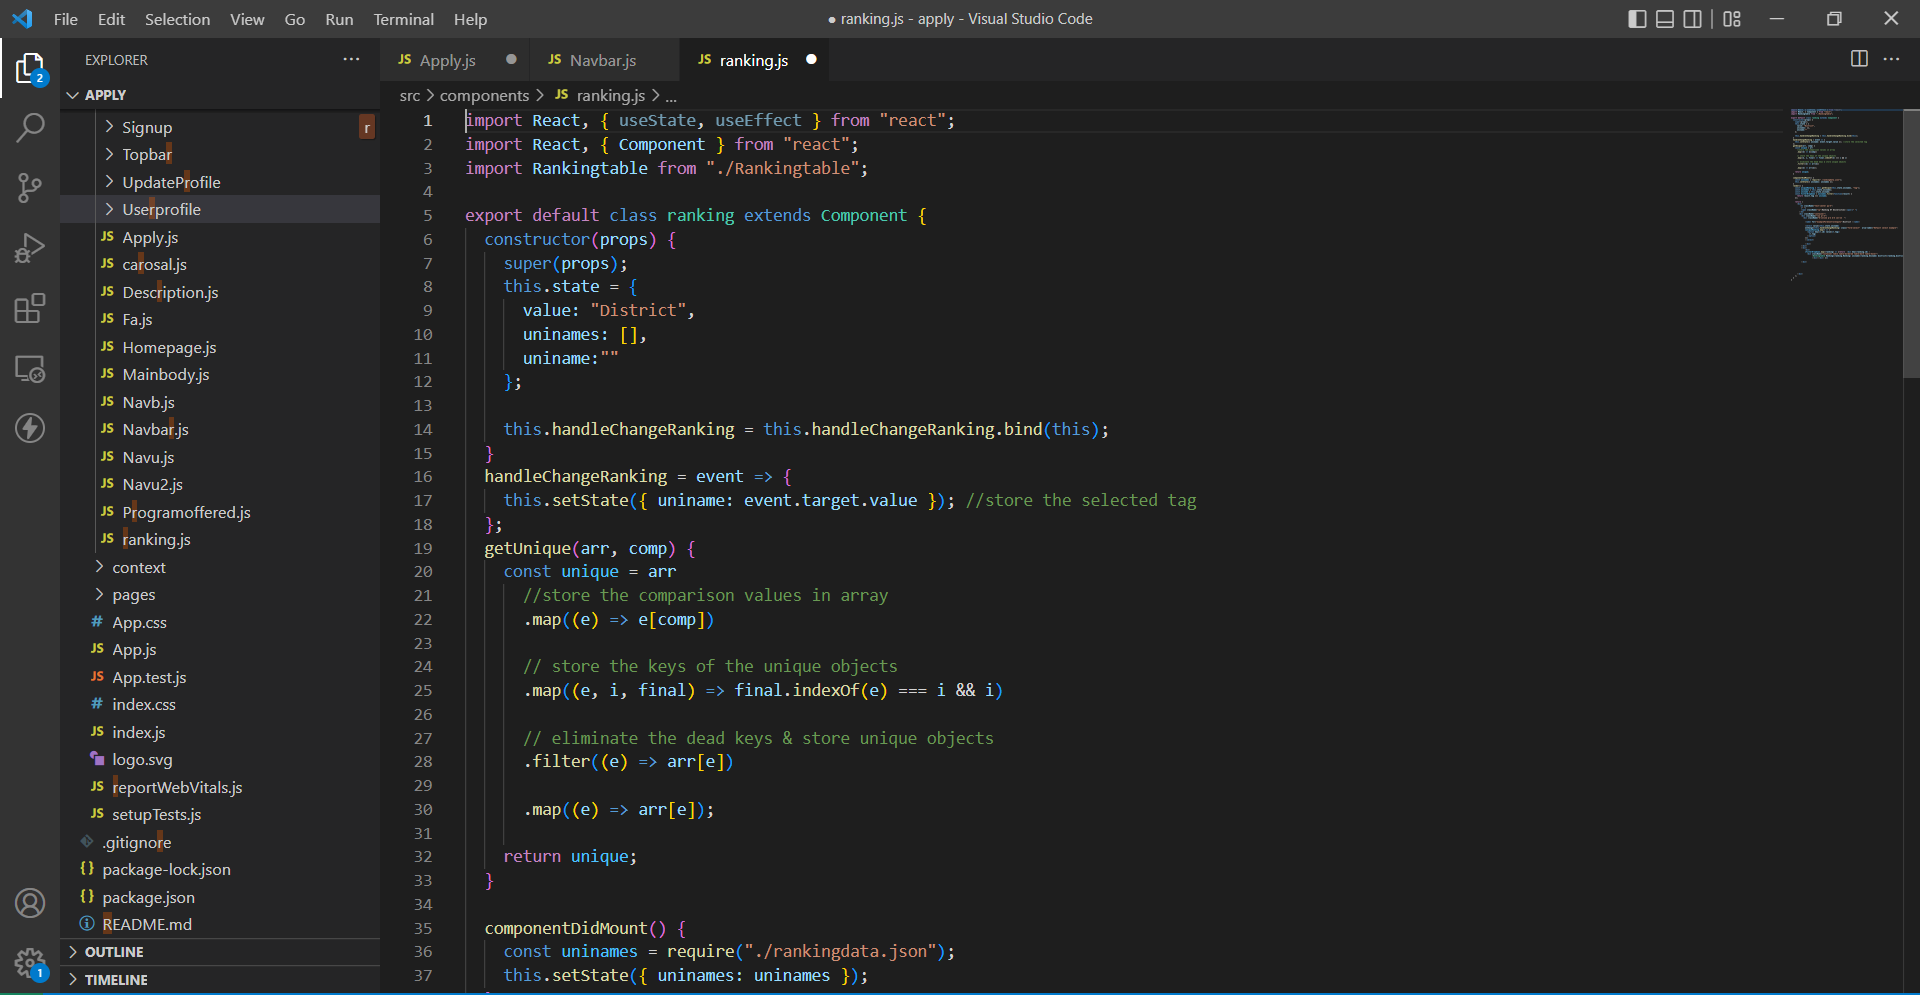 File Edit Selection View Go Run Terminal Help
● ranking.js - apply - Visual Studio Code
2
1
EXPLORER
APPLY
Signup
r
Topbar
UpdateProfile
Userprofile
JS Apply.js
JS carosal.js
JS Description.js
JS Fa.js
JS Homepage.js
JS Mainbody.js
JS Navb.js
JS Navbar.js
JS Navu.js
JS Navu2.js
JS Programoffered.js
JS ranking.js
context
pages
# App.css
JS App.js
JS App.test.js
# index.css
JS index.js
logo.svg
JS reportWebVitals.js
JS setupTests.js
.gitignore
{} package-lock.json
{} package.json
README.md
OUTLINE
TIMELINE
JS Apply.js
JS Navbar.js
JS ranking.js
src > components > JS ranking.js > ...
1 import React, { useState, useEffect } from "react";
2 import React, { Component } from "react";
3 import Rankingtable from "./Rankingtable";
4
5 export default class ranking extends Component {
6 constructor(props) {
7 super(props);
8 this.state = {
9 value: "District",
10 uninames: [],
11 uniname:""
12 };
13
14 this.handleChangeRanking = this.handleChangeRanking.bind(this);
15 }
16 handleChangeRanking = event => {
17 this.setState({ uniname: event.target.value }); //store the selected tag
18 };
19 getUnique(arr, comp) {
20 const unique = arr
21 //store the comparison values in array
22 .map((e) => e[comp])
23
24 // store the keys of the unique objects
25 .map((e, i, final) => final.indexOf(e) === i && i)
26
27 // eliminate the dead keys & store unique objects
28 .filter((e) => arr[e])
29
30 .map((e) => arr[e]);
31
32 return unique;
33 }
34
35 componentDidMount() {
36 const uninames = require("./rankingdata.json");
37 this.setState({ uninames: uninames });